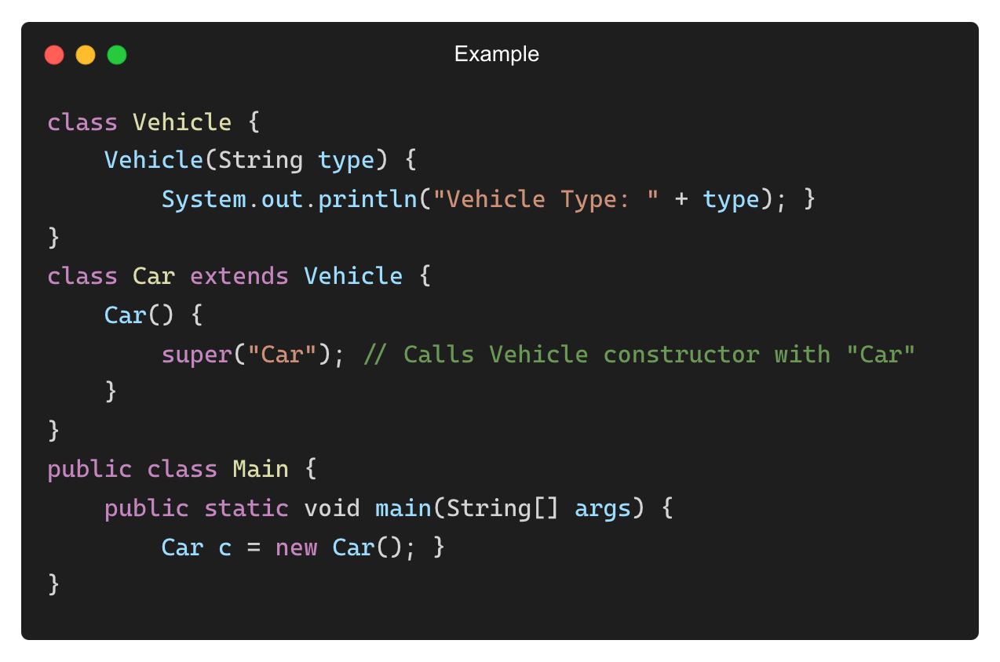 Example
class Vehicle {
    Vehicle(String type) {
        System.out.println("Vehicle Type: " + type); }
}
class Car extends Vehicle {
    Car() {
        super("Car"); // Calls Vehicle constructor with "Car"
    }
}
public class Main {
    public static void main(String[] args) {
        Car c = new Car(); }
}